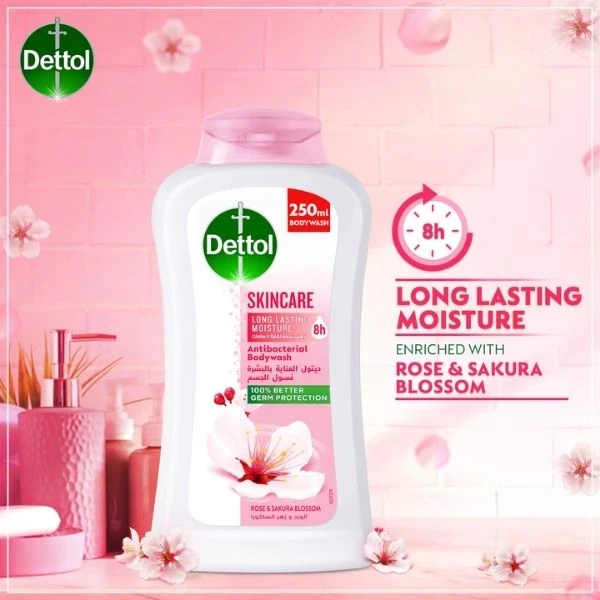 Dettol
250ml
BODYWASH
Dettol
SKINCARE
LONG LASTING
MOISTURE
8h
Antibacterial
Bodywash
ديتول العناية بالبشرة
غسول الجسم
100% BETTER
GERM PROTECTION
ROSE & SAKURA BLOSSOM
الورد و زهر الساكورا
8h
LONG LASTING
MOISTURE
ENRICHED WITH
ROSE & SAKURA
BLOSSOM